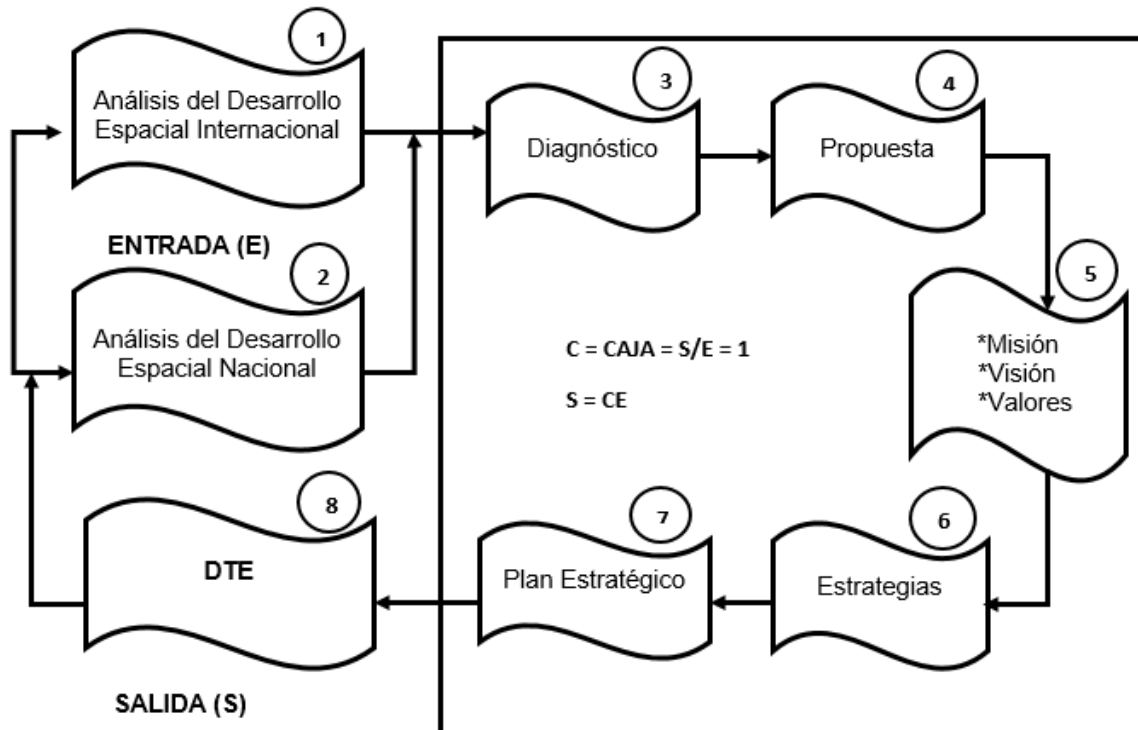 1
Análisis del Desarrollo
Espacial Internacional
ENTRADA (E)
2
Análisis del Desarrollo
Espacial Nacional
3
Diagnóstico
4
Propuesta
5
*Misión
*Visión
*Valores
C = CAJA = S/E = 1
S = CE
6
Estrategias
7
Plan Estratégico
8
DTE
SALIDA (S)